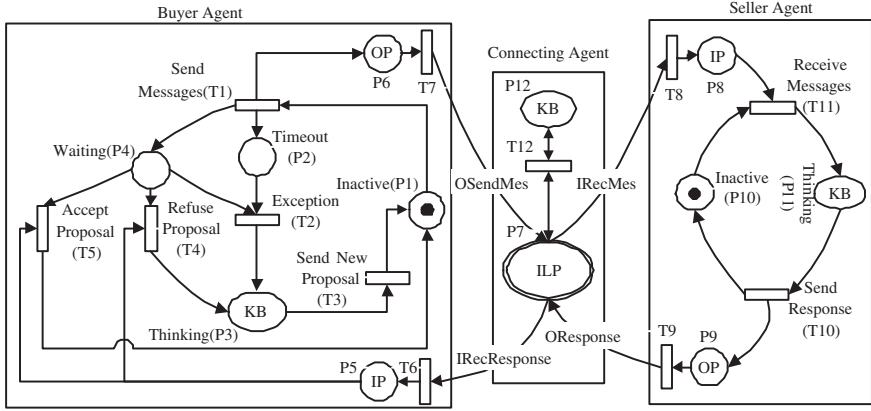 Buyer Agent
Send
Messages(T1)
OP
P6
T7
Waiting(P4)
Timeout
(P2)
Inactive(P1)
Accept
Proposal
(T5)
Refuse
Proposal
(T4)
Exception
(T2)
Send New
Proposal
(T3)
KB
Thinking(P3)
P5
IP
T6
Connecting Agent
P12
KB
T12
OSendMes
IRecMes
P7
ILP
OResponse
IRecResponse
Seller Agent
T8
IP
P8
Receive
Messages
(T11)
Inactive
(P10)
Thinking
(P11)
KB
Send
Response
(T10)
T9
P9
OP